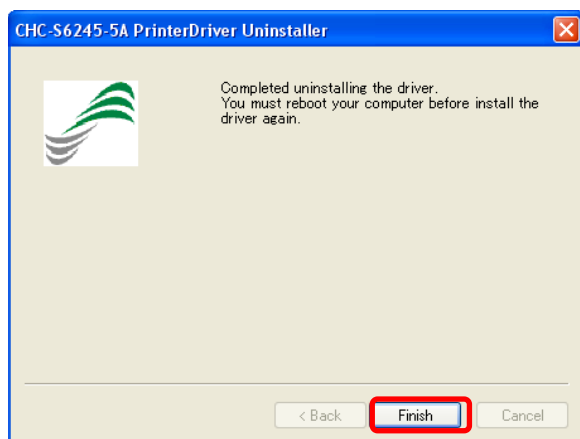 CHC-S6245-5A PrinterDriver Uninstaller
Completed uninstalling the driver.
You must reboot your computer before install the
driver again.
< Back Finish Cancel